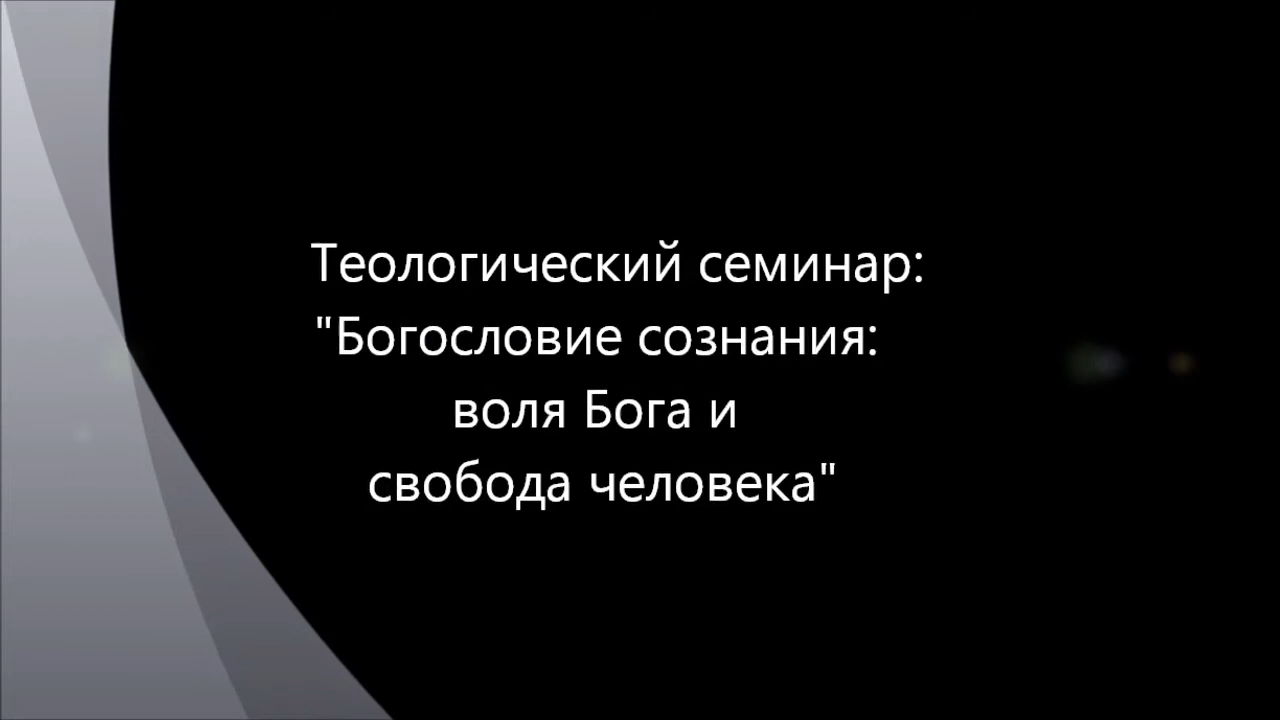 Теологический семинар:
"Богословие сознания:
воля Бога и
свобода человека"